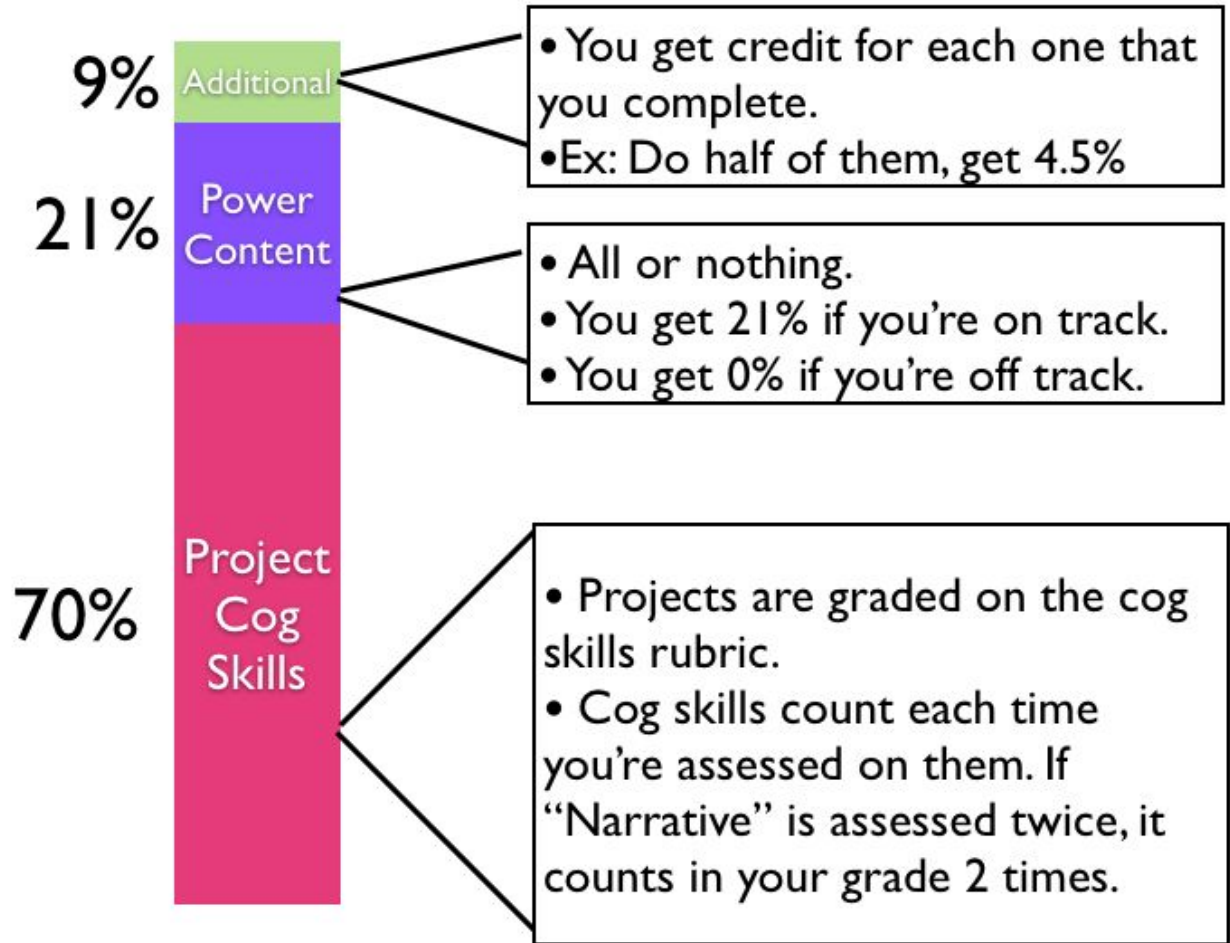 9%
Additional
• You get credit for each one that
you complete.
•Ex: Do half of them, get 4.5%
21%
Power
Content
• All or nothing.
• You get 21% if you’re on track.
• You get 0% if you’re off track.
70%
Project
Cog
Skills
• Projects are graded on the cog
skills rubric.
• Cog skills count each time
you’re assessed on them. If
“Narrative” is assessed twice, it
counts in your grade 2 times.